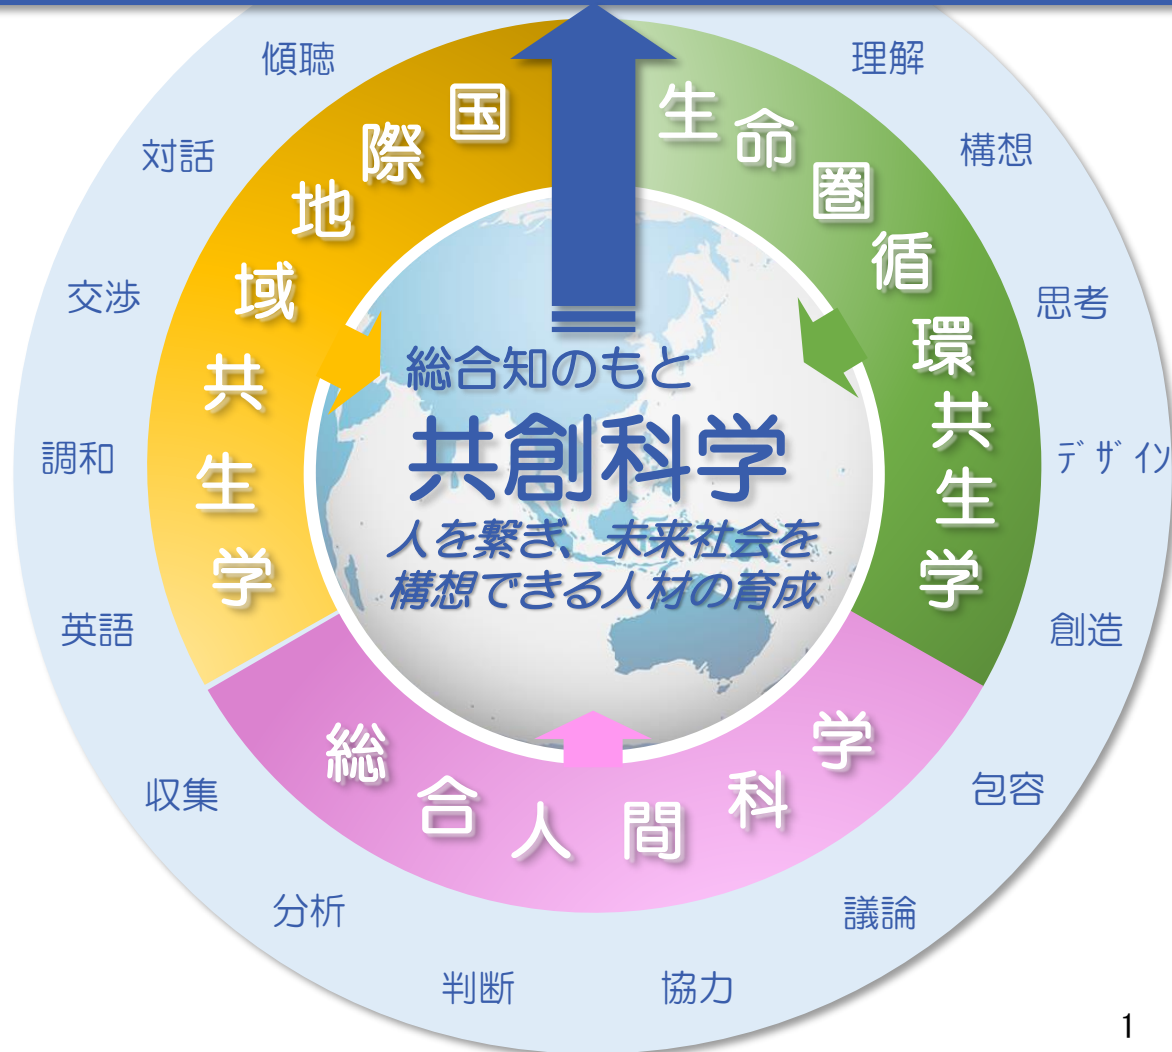 傾聴
対話
交渉
調和
英語
収集
分析
判断
協力
議論
包容
創造
デザイン
思考
構想
理解
国際地域共生学
生命圏循環共生学
総合人間科学
総合知のもと
共創科学
人を繋ぎ、未来社会を
構想できる人材の育成
1